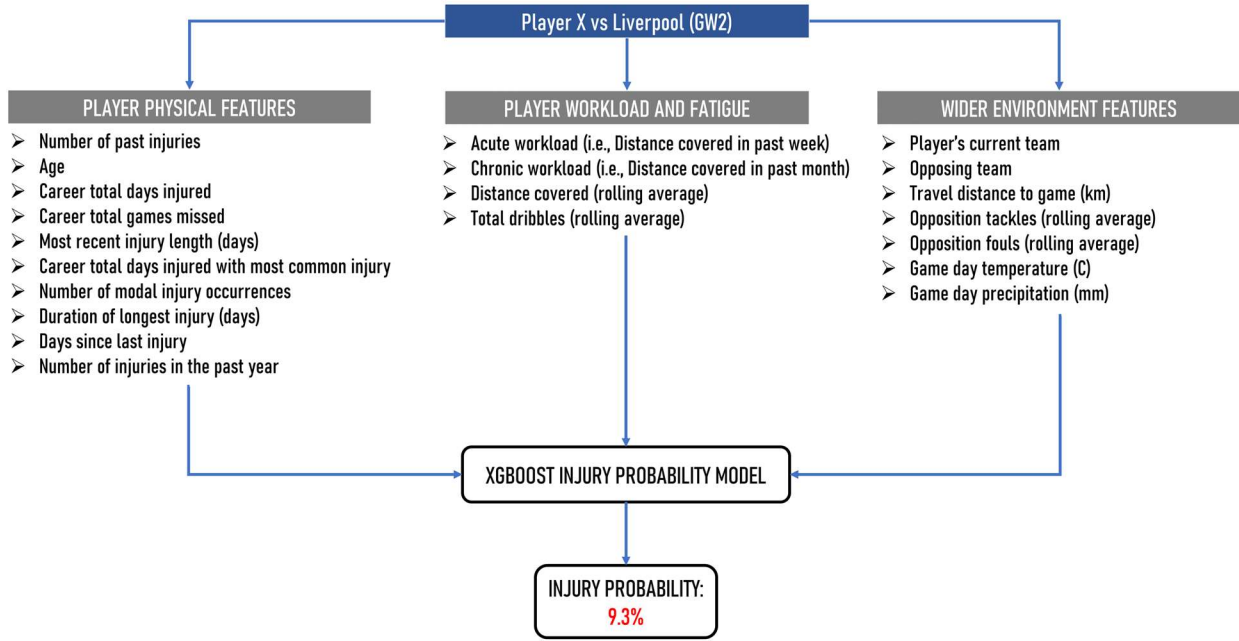 Player X vs Liverpool (GW2)
PLAYER PHYSICAL FEATURES
Number of past injuries
Age
Career total days injured
Career total games missed
Most recent injury length (days)
Career total days injured with most common injury
Number of modal injury occurrences
Duration of longest injury (days)
Days since last injury
Number of injuries in the past year
PLAYER WORKLOAD AND FATIGUE
Acute workload (i.e., Distance covered in past week)
Chronic workload (i.e., Distance covered in past month)
Distance covered (rolling average)
Total dribbles (rolling average)
WIDER ENVIRONMENT FEATURES
Player's current team
Opposing team
Travel distance to game (km)
Opposition tackles (rolling average)
Opposition fouls (rolling average)
Game day temperature (C)
Game day precipitation (mm)
XGBOOST INJURY PROBABILITY MODEL
INJURY PROBABILITY:
9.3%